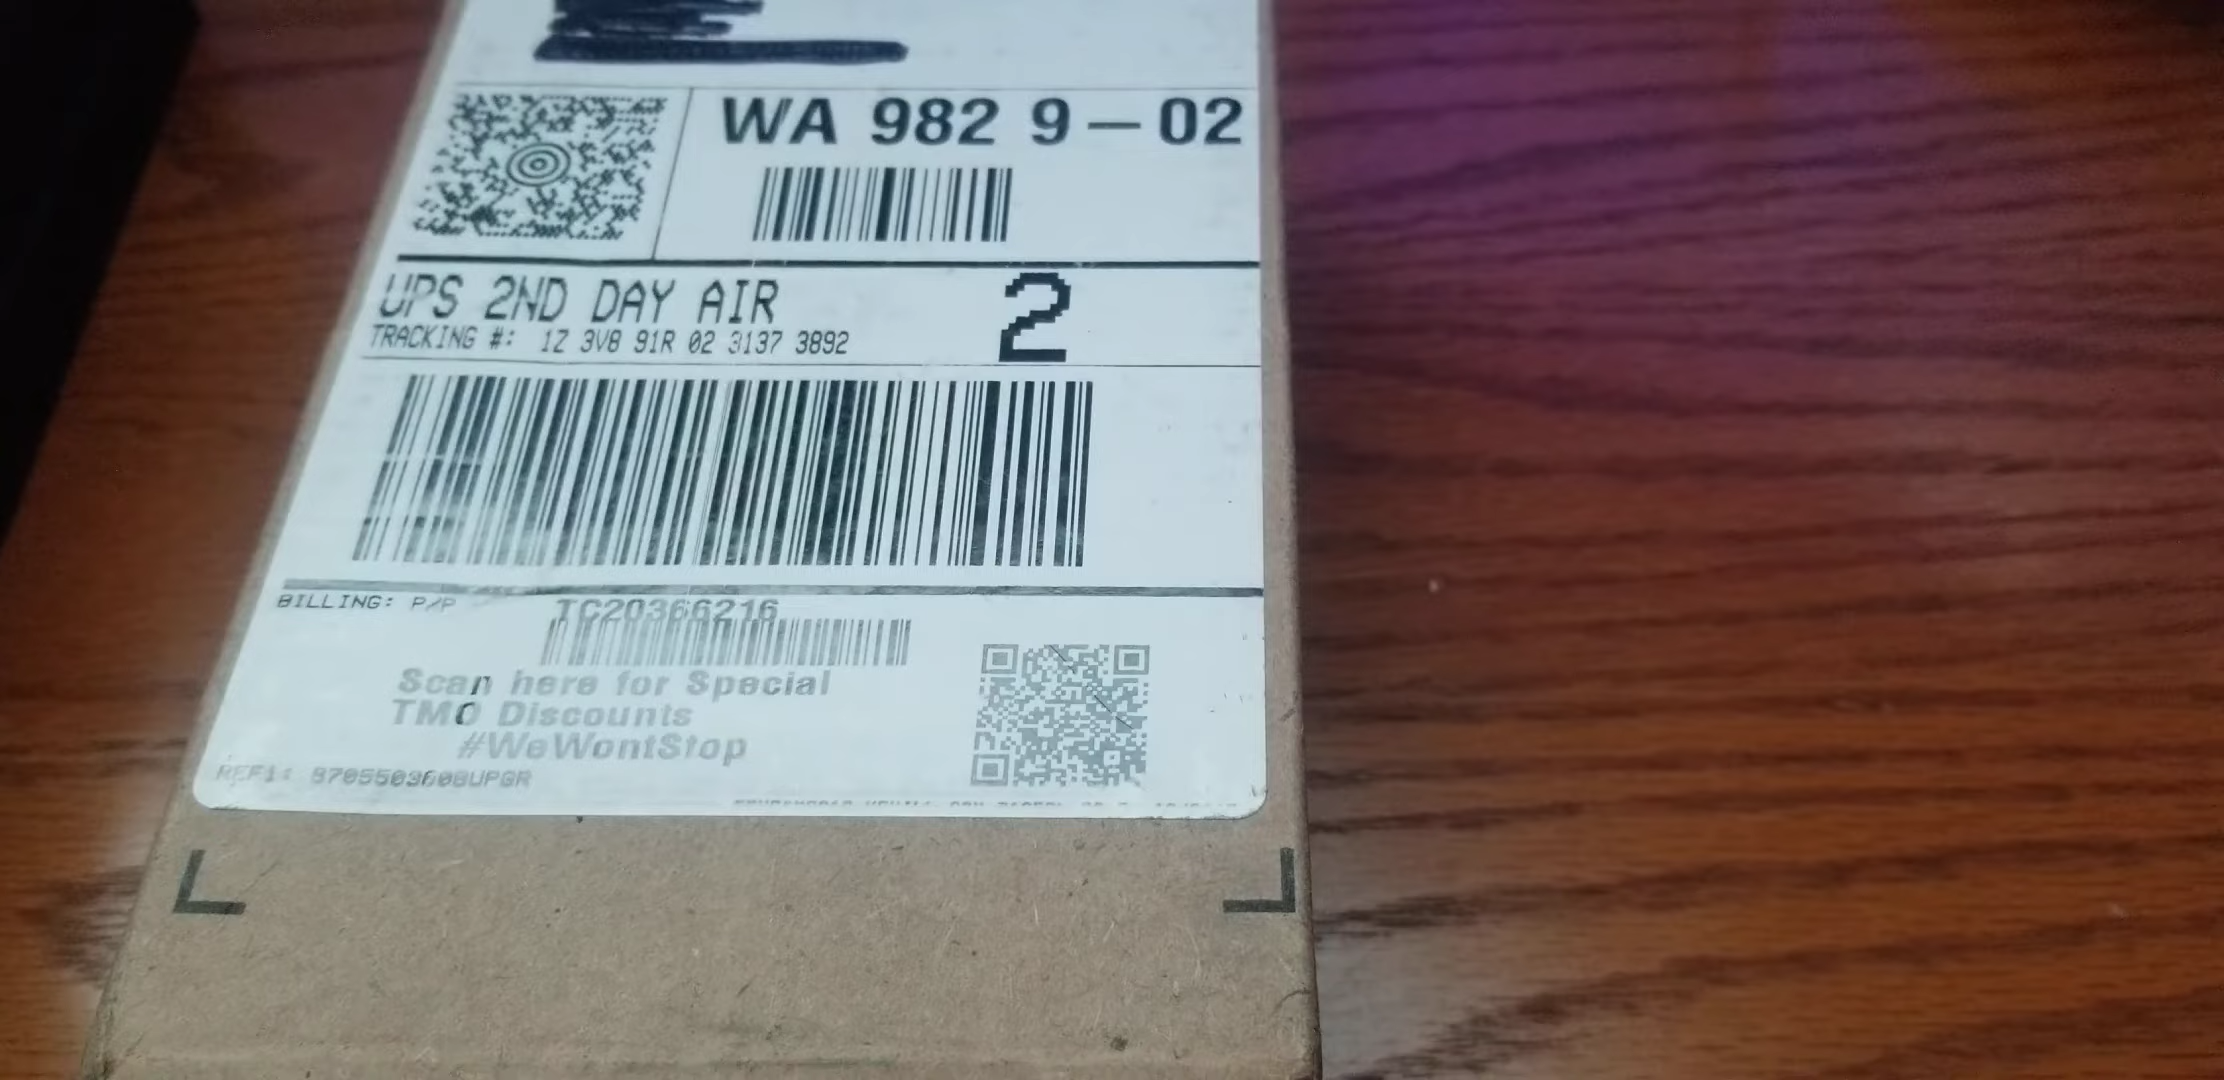 WA 982 9-02
UPS 2ND DAY AIR
2
TRACKING #: 1Z 3V8 91R 02 3137 3892
BILLING: P/P
TC20366216
Scan here for Special
TMO Discounts
#WeWontStop
REF1: